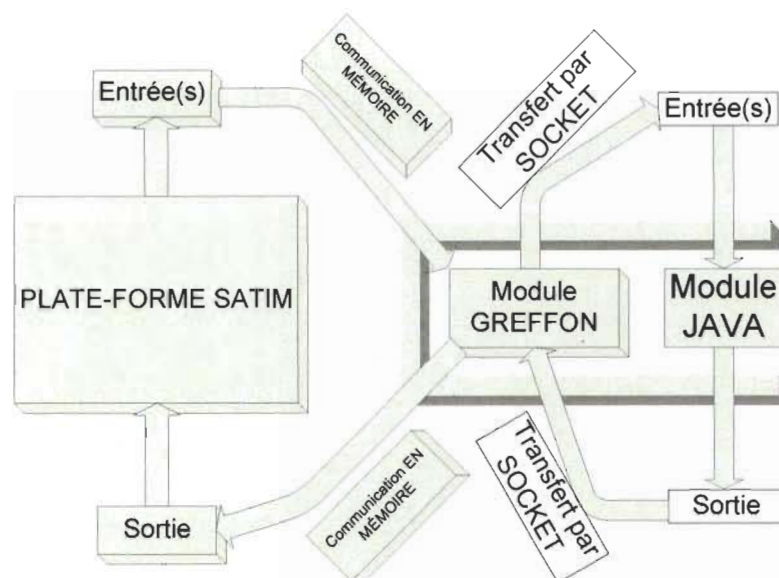 Communication EN
MÉMOIRE
Transfert par
SOCKET
Entrée(s)
Entrée(s)
PLATE-FORME SATIM
Module
GREFFON
Module
JAVA
Communication EN
MÉMOIRE
Transfert par
SOCKET
Sortie
Sortie